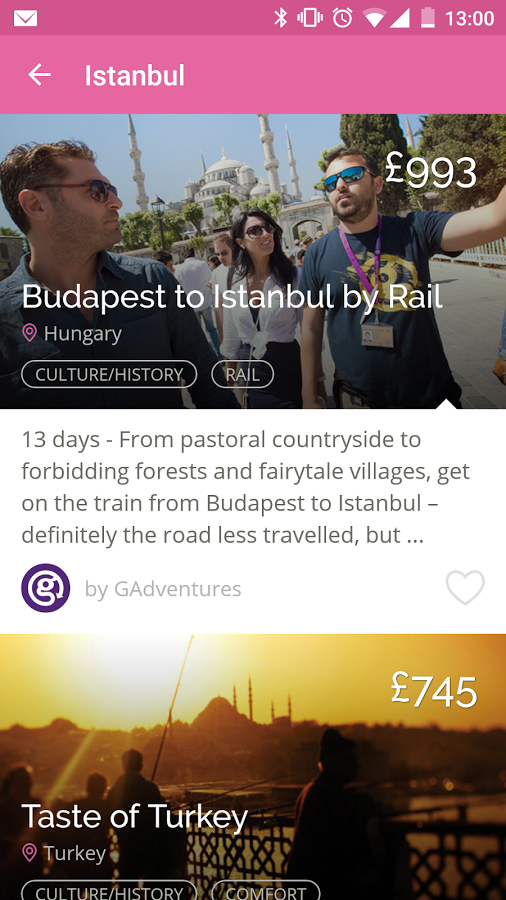 13:00
Istanbul
£993
Budapest to Istanbul by Rail
Hungary
CULTURE/HISTORY RAIL
13 days - From pastoral countryside to
forbidding forests and fairytale villages, get
on the train from Budapest to Istanbul –
definitely the road less travelled, but ...
g by GAdventures
£745
Taste of Turkey
Turkey
CULTURE/HISTORY COMFORT